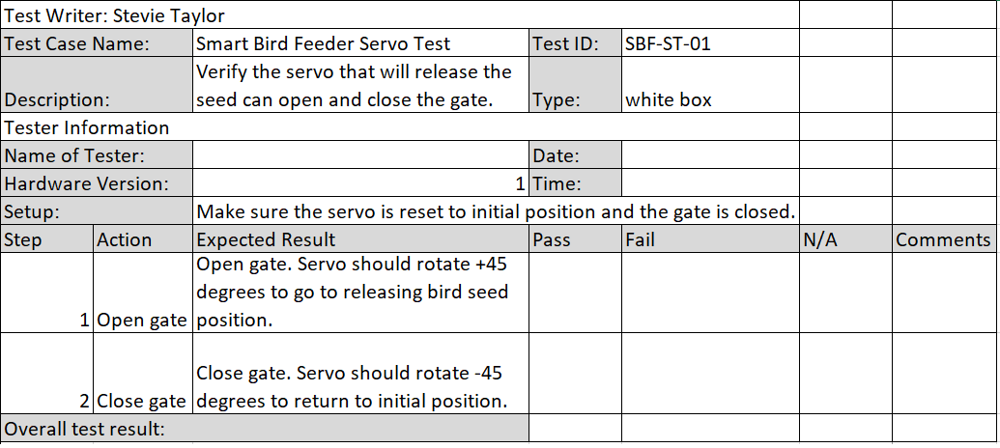 Test Writer: Stevie Taylor
Test Case Name: Smart Bird Feeder Servo Test Test ID: SBF-ST-01
Verify the servo that will release the
Description: seed can open and close the gate. Type: white box
Tester Information
Name of Tester: Date:
Hardware Version: 1 Time:
Setup: Make sure the servo is reset to initial position and the gate is closed.
Step Action Expected Result Pass Fail N/A Comments
Open gate. Servo should rotate +45
degrees to go to releasing bird seed
1 Open gate position.
Close gate. Servo should rotate -45
2 Close gate degrees to return to initial position.
Overall test result: